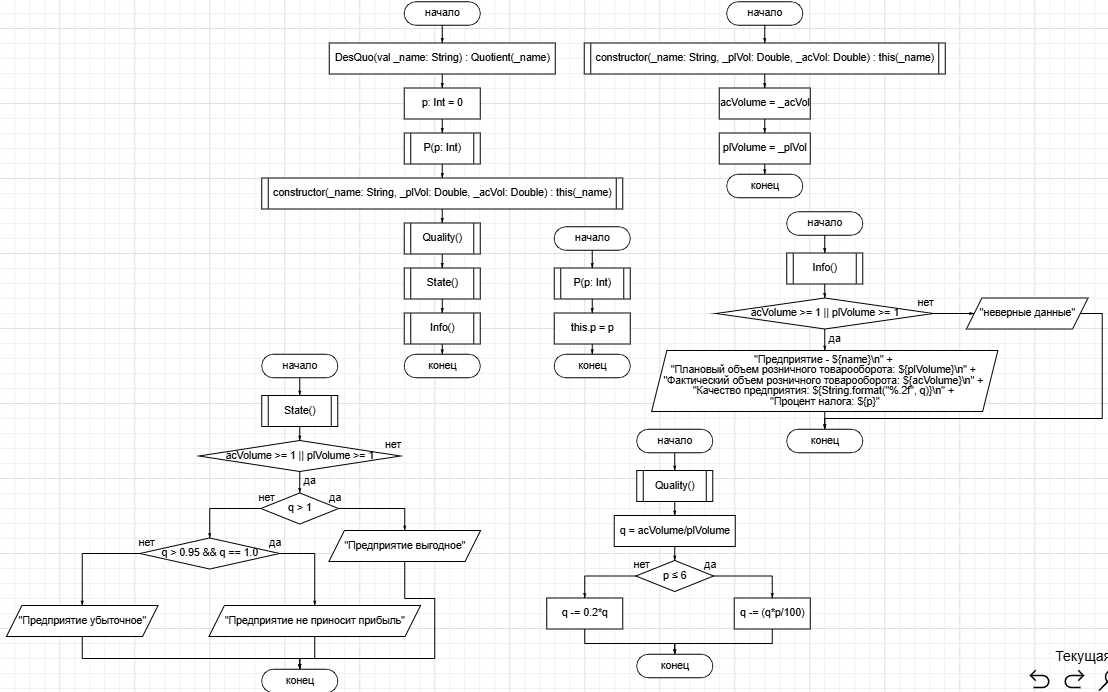 начало
DesQuo(val _name: String) : Quotient(_name)
p: Int = 0
P(p: Int)
constructor(_name: String, _plVol: Double, _acVol: Double) : this(_name)
Quality()
State()
Info()
конец
начало
constructor(_name: String, _plVol: Double, _acVol: Double) : this(_name)
acVolume = _acVol
plVolume = _plVol
конец
начало
P(p: Int)
this.p = p
конец
начало
Info()
acVolume >= 1 || plVolume >= 1
нет
"неверные данные"
да
"Предприятие - ${name}\n" +
"Плановый объем розничного товарооборота: ${plVolume}\n" +
"Фактический объем розничного товарооборота: ${acVolume}\n" +
"Качество предприятия: ${String.format("%.2f", q)}\n" +
"Процент налога: ${p}"
конец
начало
State()
acVolume >= 1 || plVolume >= 1
нет
да
нет
q > 1
да
нет
q > 0.95 && q == 1.0
да
"Предприятие выгодное"
"Предприятие убыточное"
"Предприятие не приносит прибыль"
конец
начало
Quality()
q = acVolume/plVolume
нет
p ≤ 6
да
q -= 0.2*q
q -= (q*p/100)
конец
Текущая